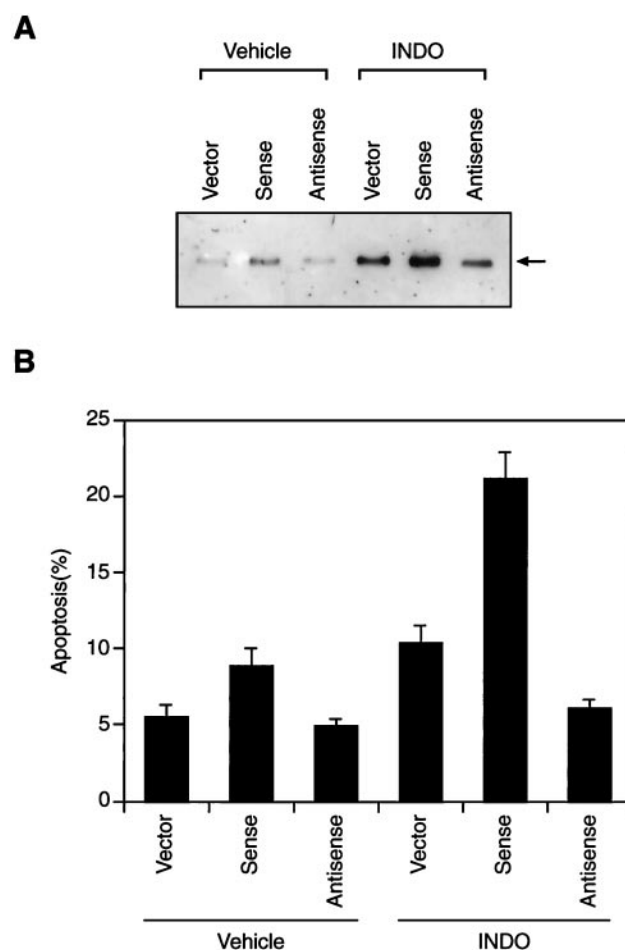 A
Vehicle INDO
Vector Sense Antisense Vector Sense Antisense
B
Apoptosis(%)
25
20
15
10
5
0
Vector Sense Antisense Vector Sense Antisense
Vehicle INDO